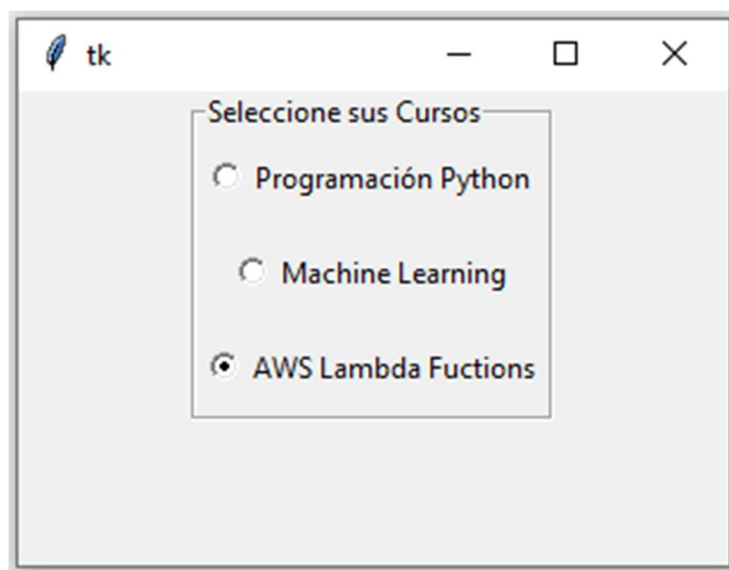 tk
Seleccione sus Cursos
Programación Python
Machine Learning
AWS Lambda Fuctions